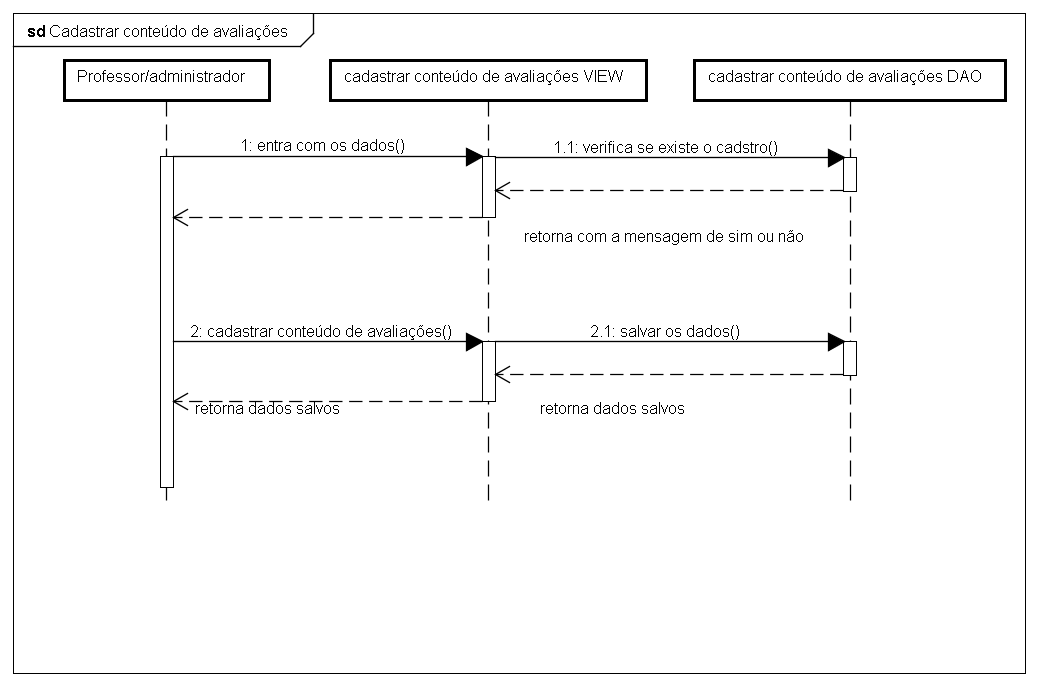 sd Cadastrar conteúdo de avaliações
Professor/administrador
cadastrar conteúdo de avaliações VIEW
cadastrar conteúdo de avaliações DAO
1: entra com os dados()
1.1: verifica se existe o cadstro()
retorna com a mensagem de sim ou não
2: cadastrar conteúdo de avaliações()
2.1: salvar os dados()
retorna dados salvos
retorna dados salvos